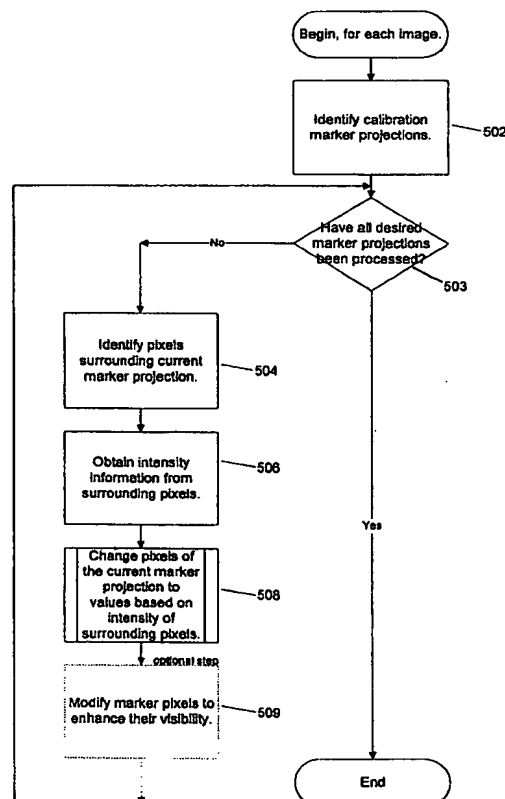 Begin, for each image.
Identify calibration
marker projections.
502
Have all desired
marker projections
been processed?
503
No
Identify pixels
surrounding current
marker projection.
504
Obtain intensity
information from
surrounding pixels.
506
Yes
Change pixels of
the current marker
projection to
values based on
intensity of
surrounding pixels.
508
optional step
Modify marker pixels to
enhance their visibility.
509
End